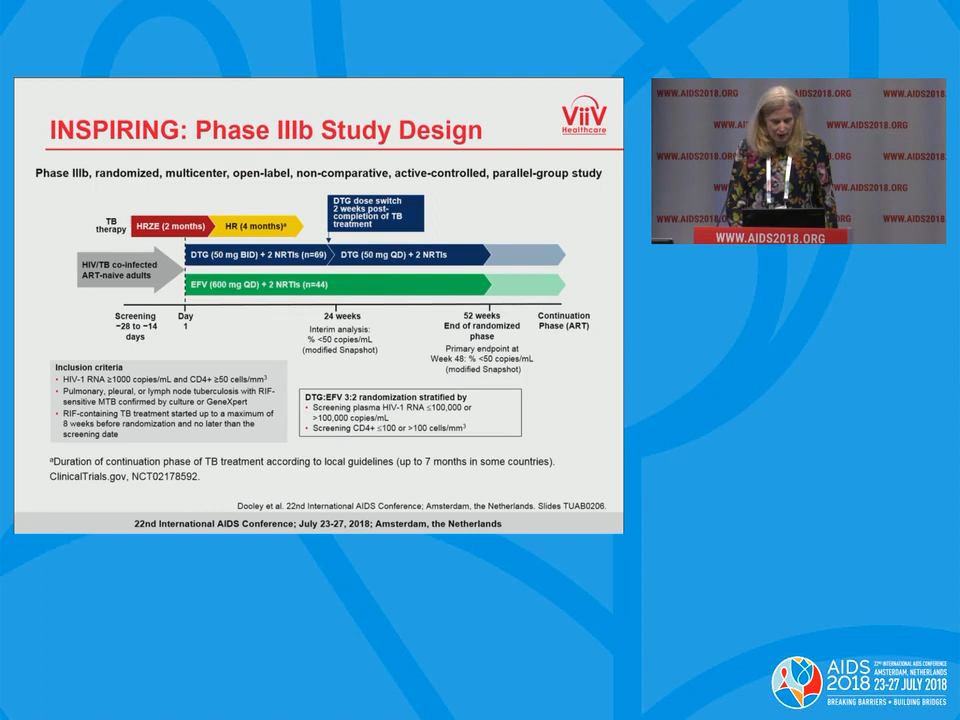 INSPIRING: Phase IIIb Study Design
ViiV
Healthcare
Phase IIIb, randomized, multicenter, open-label, non-comparative, active-controlled, parallel-group study
DTG dose switch
2 weeks post-
completion of TB
treatment
TB
therapy
HRZE (2 months)
HR (4 months)ᵃ
HIV/TB co-infected
ART-naive adults
DTG (50 mg BID) + 2 NRTIs (n=69)
DTG (50 mg QD) + 2 NRTIs
EFV (600 mg QD) + 2 NRTIs (n=44)
Screening
−28 to −14
days
Day
1
24 weeks
Interim analysis:
% <50 copies/mL
(modified Snapshot)
52 weeks
End of randomized
phase
Primary endpoint at
Week 48: % <50 copies/mL
(modified Snapshot)
Continuation
Phase (ART)
Inclusion criteria
• HIV-1 RNA ≥1000 copies/mL and CD4+ ≥50 cells/mm³
• Pulmonary, pleural, or lymph node tuberculosis with RIF-
sensitive MTB confirmed by culture or GeneXpert
• RIF-containing TB treatment started up to a maximum of
8 weeks before randomization and no later than the
screening date
DTG:EFV 3:2 randomization stratified by
• Screening plasma HIV-1 RNA ≤100,000 or
>100,000 copies/mL
• Screening CD4+ ≤100 or >100 cells/mm³
ᵃDuration of continuation phase of TB treatment according to local guidelines (up to 7 months in some countries).
ClinicalTrials.gov, NCT02178592.
Dooley et al. 22nd International AIDS Conference; Amsterdam, the Netherlands. Slides TUAB0206.
22nd International AIDS Conference; July 23-27, 2018; Amsterdam, the Netherlands
WWW.AIDS2018.ORG
WWW.AIDS2018.ORG
AIDS
2018
22ND INTERNATIONAL AIDS CONFERENCE
AMSTERDAM, NETHERLANDS
23-27 JULY 2018
BREAKING BARRIERS • BUILDING BRIDGES